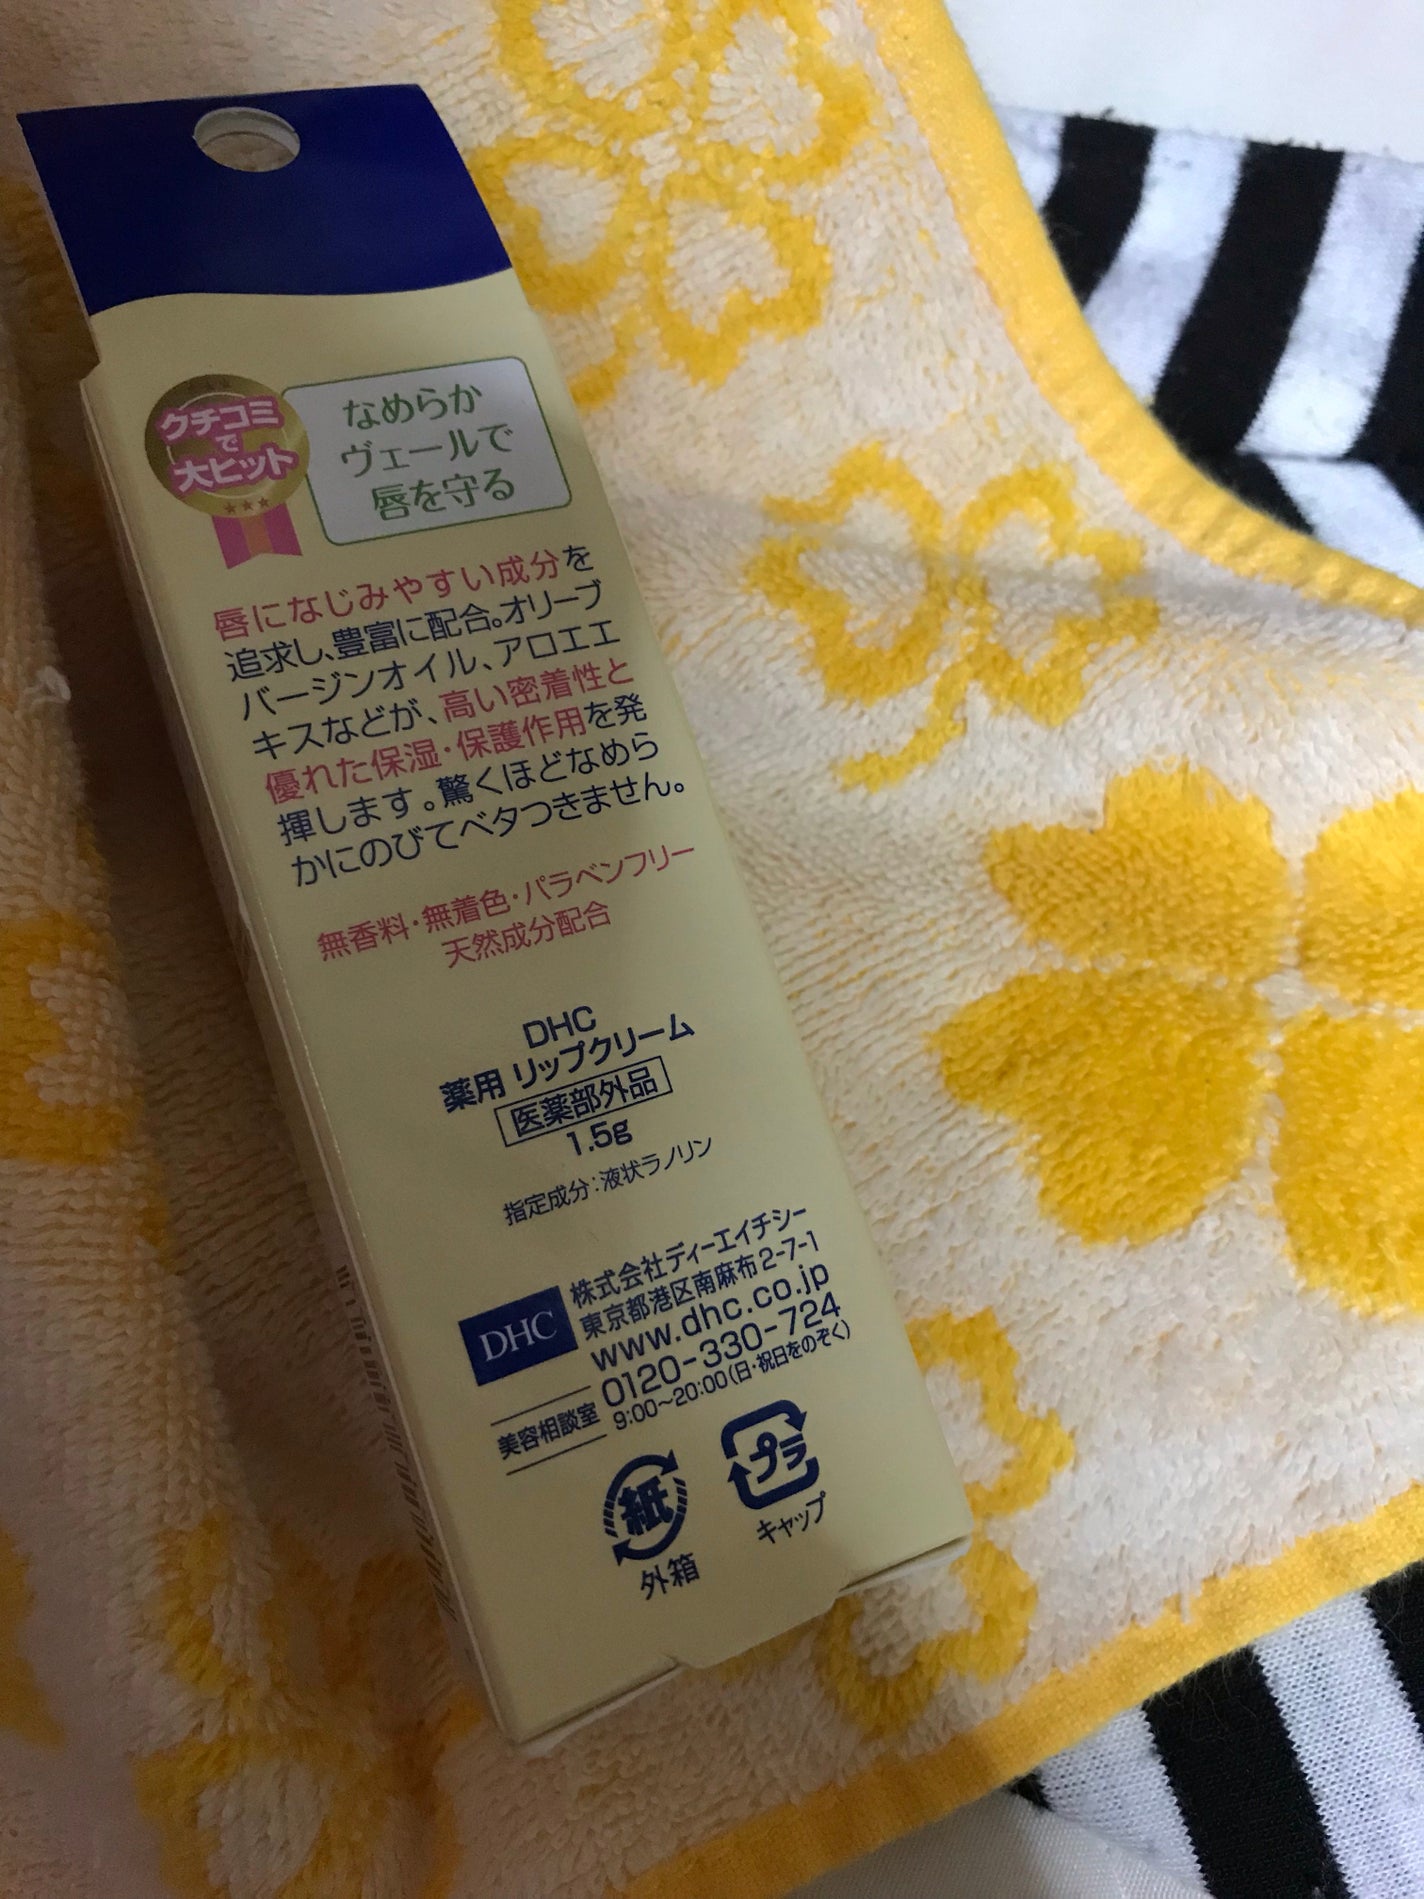 クチコミ
で
大ヒット
なめらか
ヴェールで
唇を守る
唇になじみやすい成分を
追求し、豊富に配合。オリーブ
バージンオイル、アロエエ
キスなどが、高い密着性と
優れた保湿・保護作用を発
揮します。驚くほどなめら
かにのびてベタつきません。
無香料・無着色・パラベンフリー
天然成分配合
DHC
薬用 リップクリーム
医薬部外品
1.5g
指定成分：液状ラノリン
DHC
株式会社ディーエイチシー
東京都港区南麻布2-7-1
www.dhc.co.jp
美容相談室
0120-330-724
9:00～20:00（日・祝日をのぞく）
紙
外箱
プラ
キャップ